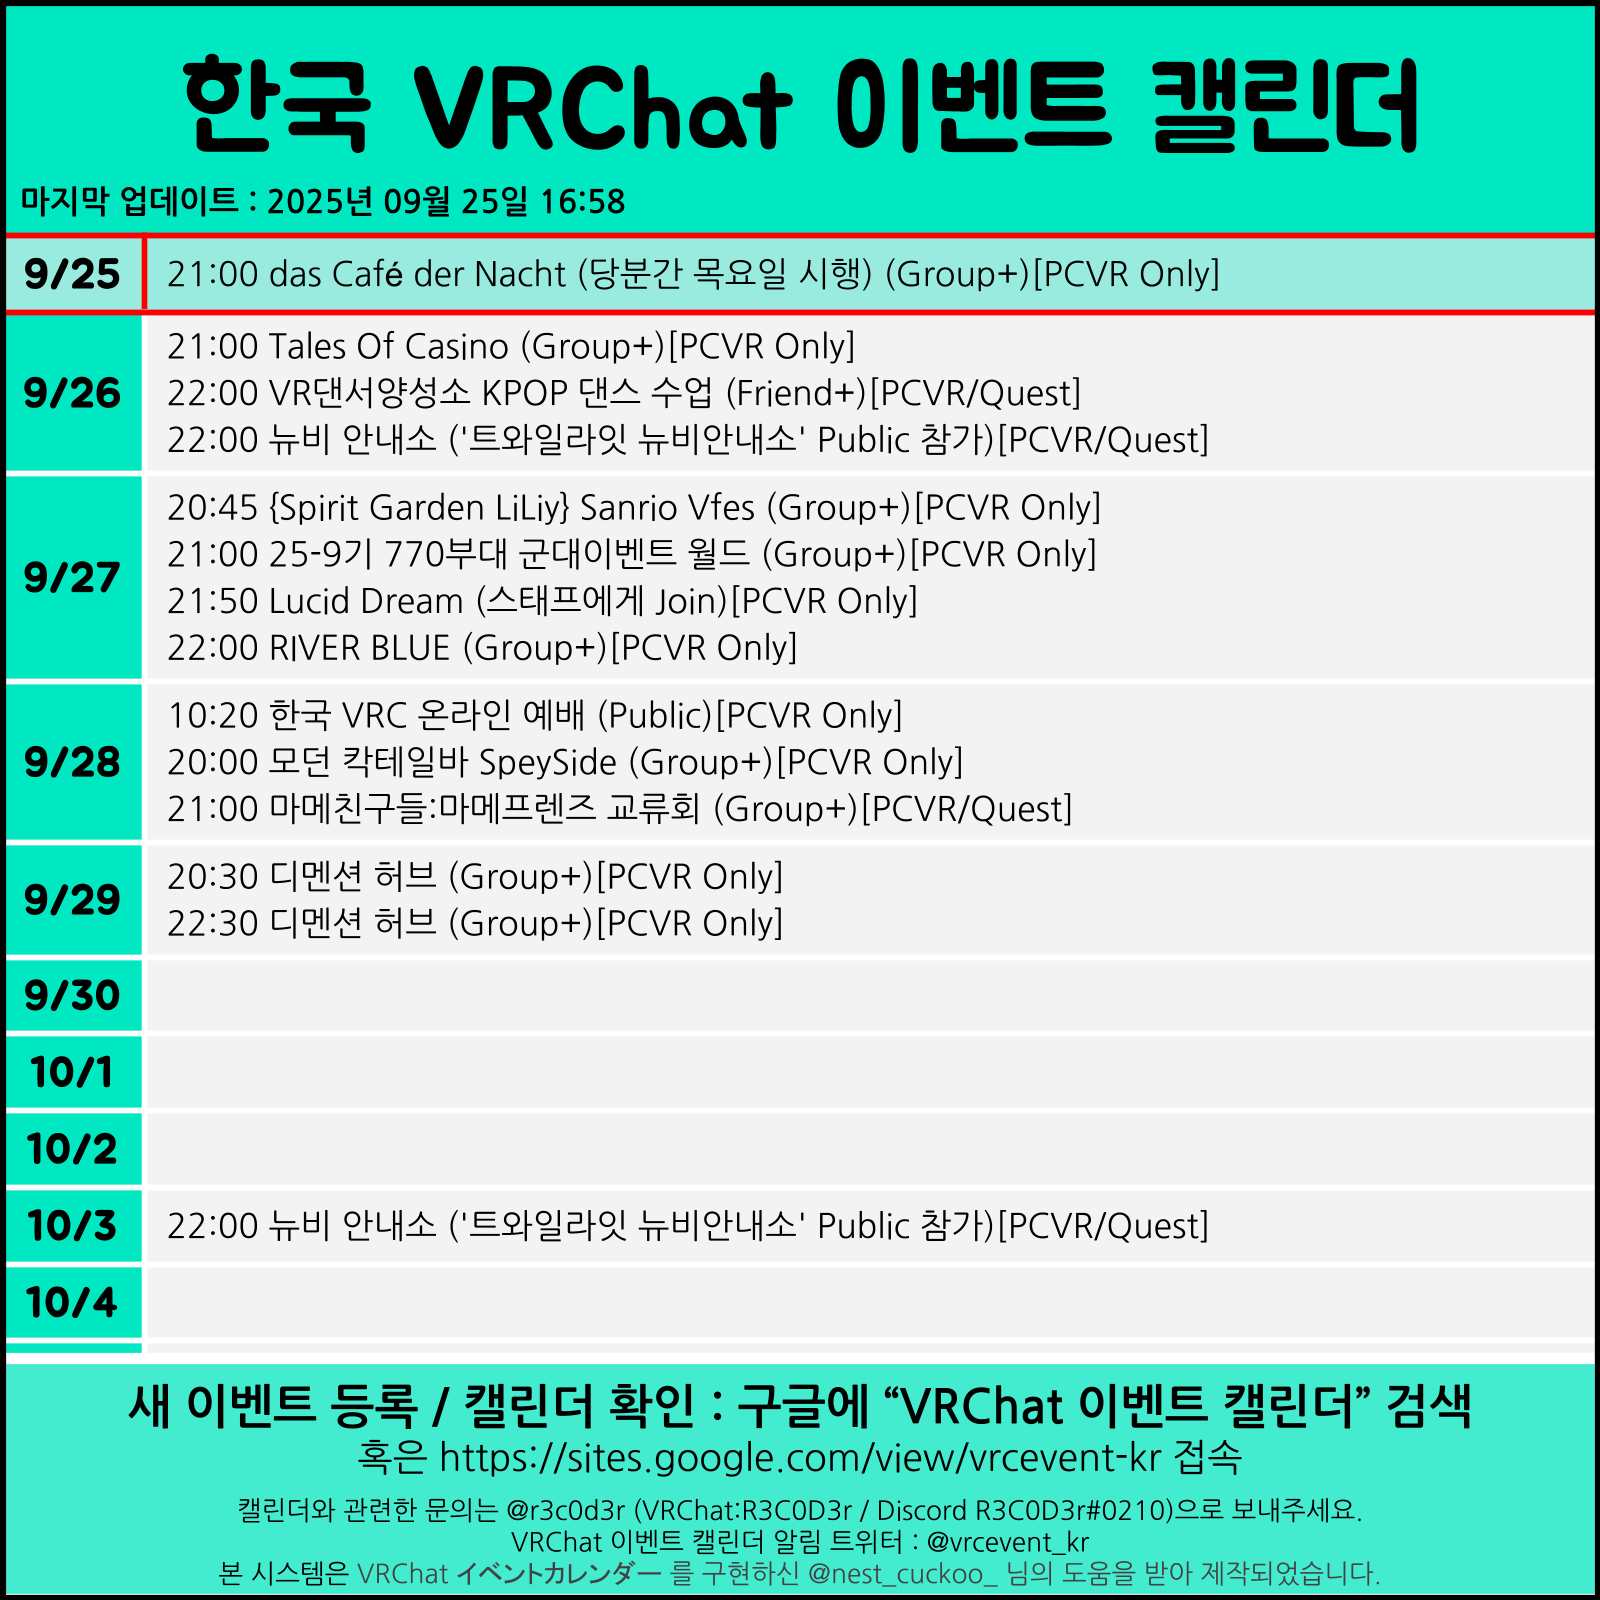 한국 VRChat 이벤트 캘린더
마지막 업데이트 : 2025년 09월 25일 16:58
9/25
21:00 das Café der Nacht (당분간 목요일 시행) (Group+)[PCVR Only]
9/26
21:00 Tales Of Casino (Group+)[PCVR Only]
22:00 VR댄서양성소 KPOP 댄스 수업 (Friend+)[PCVR/Quest]
22:00 뉴비 안내소 ('트와일라잇 뉴비안내소' Public 참가)[PCVR/Quest]
9/27
20:45 {Spirit Garden LiLiy} Sanrio Vfes (Group+)[PCVR Only]
21:00 25-9기 770부대 군대이벤트 월드 (Group+)[PCVR Only]
21:50 Lucid Dream (스태프에게 Join)[PCVR Only]
22:00 RIVER BLUE (Group+)[PCVR Only]
9/28
10:20 한국 VRC 온라인 예배 (Public)[PCVR Only]
20:00 모던 칵테일바 SpeySide (Group+)[PCVR Only]
21:00 마메친구들:마메프렌즈 교류회 (Group+)[PCVR/Quest]
9/29
20:30 디멘션 허브 (Group+)[PCVR Only]
22:30 디멘션 허브 (Group+)[PCVR Only]
9/30
10/1
10/2
10/3
22:00 뉴비 안내소 ('트와일라잇 뉴비안내소' Public 참가)[PCVR/Quest]
10/4
새 이벤트 등록 / 캘린더 확인 : 구글에 “VRChat 이벤트 캘린더” 검색
혹은 https://sites.google.com/view/vrcevent-kr 접속
캘린더와 관련한 문의는 @r3c0d3r (VRChat:R3C0D3r / Discord R3C0D3r#0210)으로 보내주세요.
VRChat 이벤트 캘린더 알림 트위터 : @vrcevent_kr
본 시스템은 VRChat イベントカレンダー 를 구현하신 @nest_cuckoo_ 님의 도움을 받아 제작되었습니다.